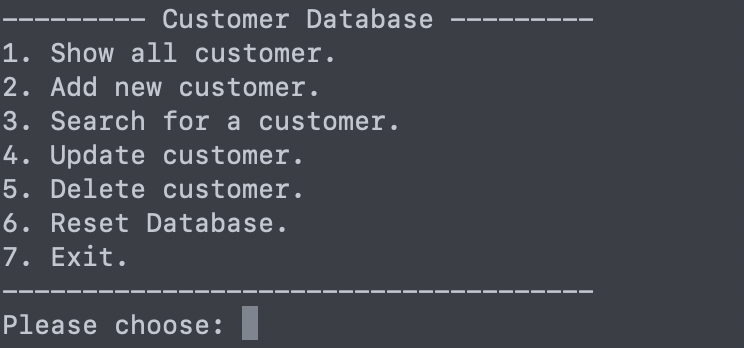 --------- Customer Database ---------
1. Show all customer.
2. Add new customer.
3. Search for a customer.
4. Update customer.
5. Delete customer.
6. Reset Database.
7. Exit.
-------------------------------------
Please choose: